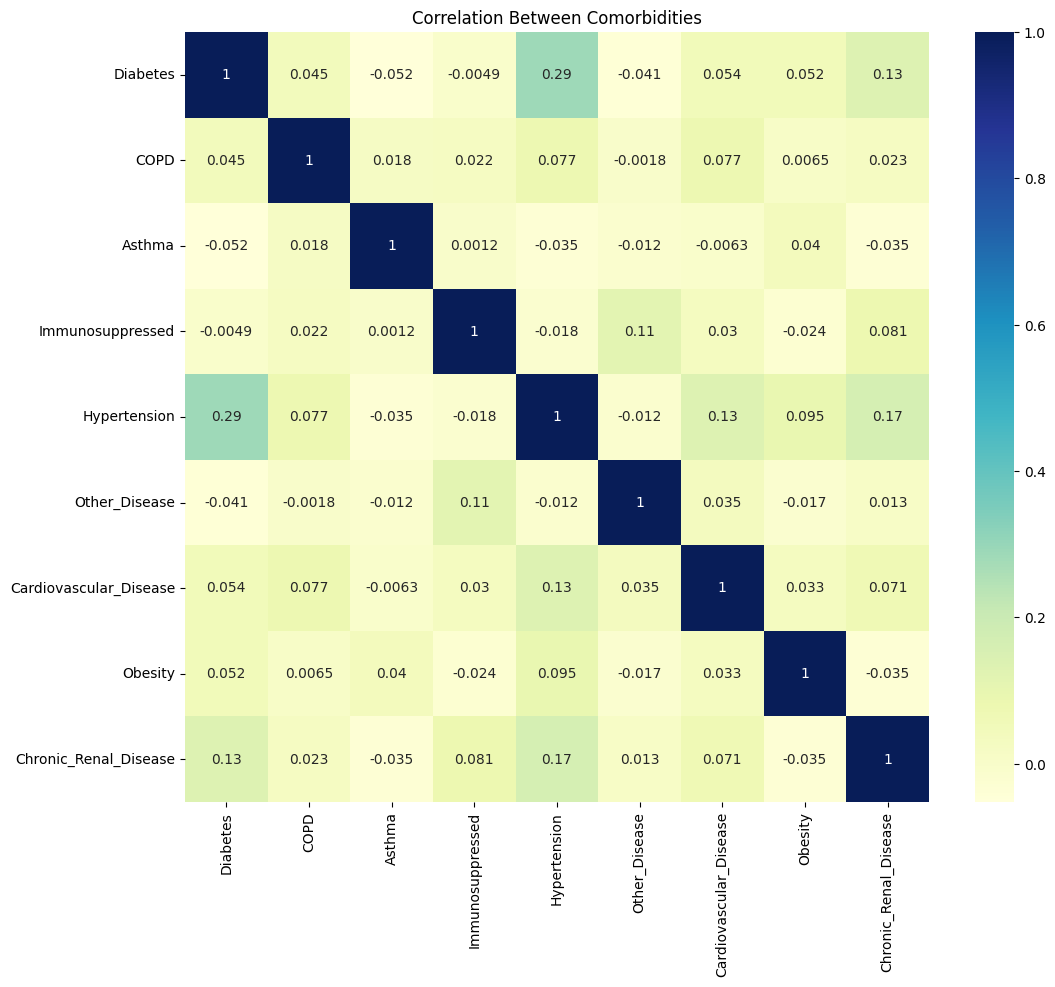 Correlation Between Comorbidities
Diabetes 1 0.045 -0.052 -0.0049 0.29 -0.041 0.054 0.052 0.13
COPD 0.045 1 0.018 0.022 0.077 -0.0018 0.077 0.0065 0.023
Asthma -0.052 0.018 1 0.0012 -0.035 -0.012 -0.0063 0.04 -0.035
Immunosuppressed -0.0049 0.022 0.0012 1 -0.018 0.11 0.03 -0.024 0.081
Hypertension 0.29 0.077 -0.035 -0.018 1 -0.012 0.13 0.095 0.17
Other_Disease -0.041 -0.0018 -0.012 0.11 -0.012 1 0.035 -0.017 0.013
Cardiovascular_Disease 0.054 0.077 -0.0063 0.03 0.13 0.035 1 0.033 0.071
Obesity 0.052 0.0065 0.04 -0.024 0.095 -0.017 0.033 1 -0.035
Chronic_Renal_Disease 0.13 0.023 -0.035 0.081 0.17 0.013 0.071 -0.035 1
Diabetes
COPD
Asthma
Immunosuppressed
Hypertension
Other_Disease
Cardiovascular_Disease
Obesity
Chronic_Renal_Disease
1.0
0.8
0.6
0.4
0.2
0.0